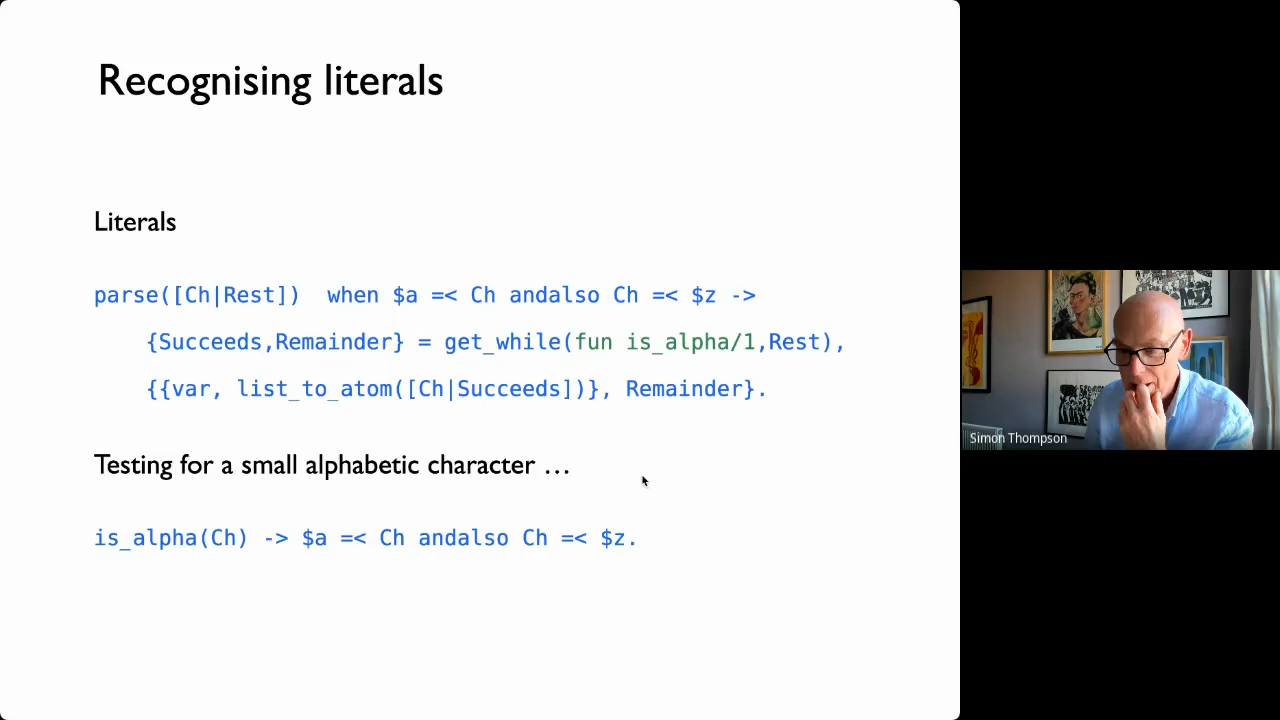 Recognising literals
Literals
parse([Ch|Rest])  when $a =< Ch andalso Ch =< $z ->
    {Succeeds,Remainder} = get_while(fun is_alpha/1,Rest),
    {{var, list_to_atom([Ch|Succeeds])}, Remainder}.
Testing for a small alphabetic character …
is_alpha(Ch) -> $a =< Ch andalso Ch =< $z.
Simon Thompson